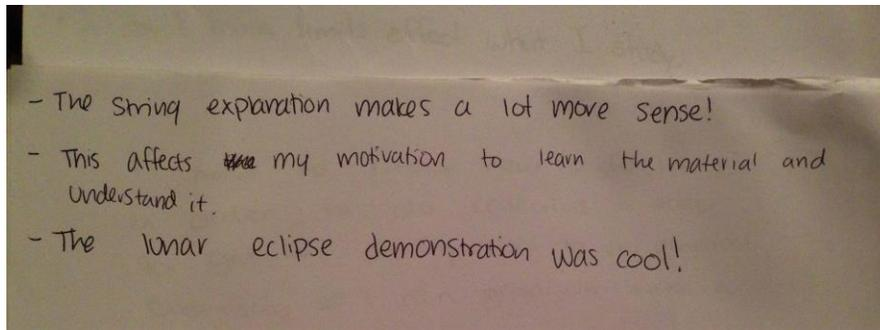 - The string explanation makes a lot more sense!
- This affects my motivation to learn the material and
understand it.
- The lunar eclipse demonstration was cool!